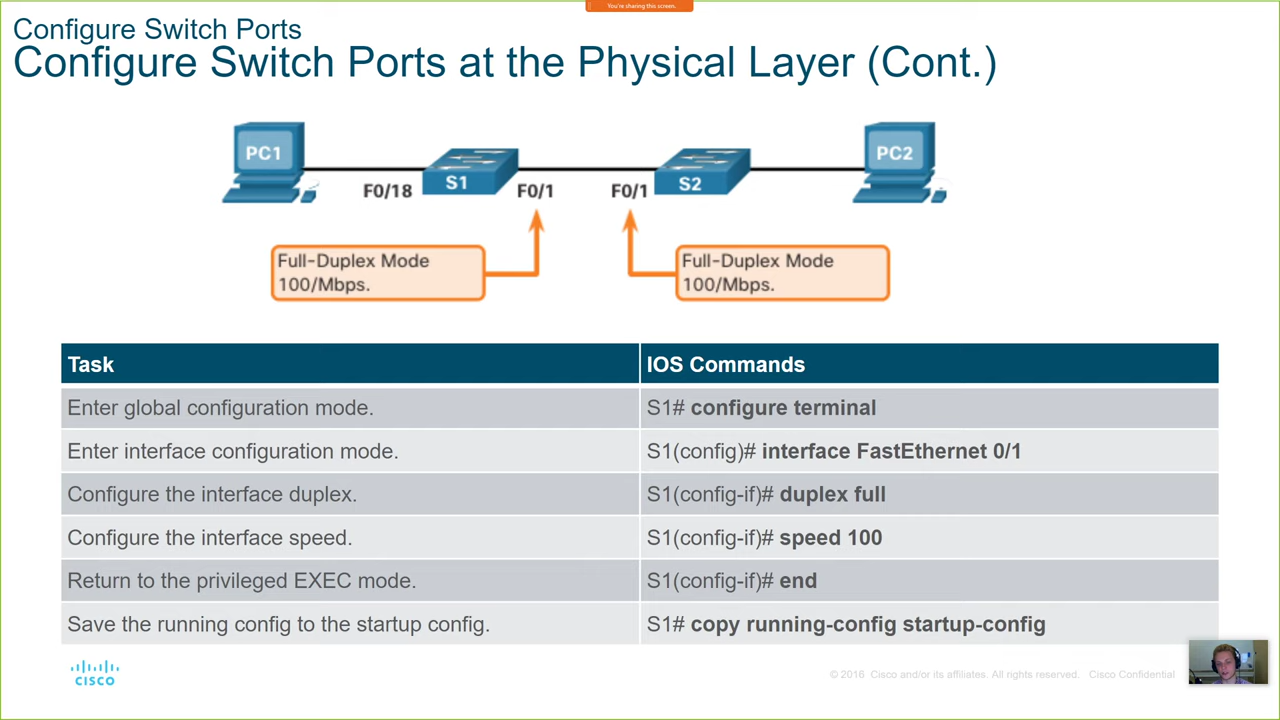 You're sharing this screen.
Configure Switch Ports
Configure Switch Ports at the Physical Layer (Cont.)
PC1
S1
S2
PC2
F0/18
F0/1
F0/1
Full-Duplex Mode
100/Mbps.
Full-Duplex Mode
100/Mbps.
Task
IOS Commands
Enter global configuration mode.
S1# configure terminal
Enter interface configuration mode.
S1(config)# interface FastEthernet 0/1
Configure the interface duplex.
S1(config-if)# duplex full
Configure the interface speed.
S1(config-if)# speed 100
Return to the privileged EXEC mode.
S1(config-if)# end
Save the running config to the startup config.
S1# copy running-config startup-config
CISCO
© 2016 Cisco and/or its affiliates. All rights reserved. Cisco Confidential